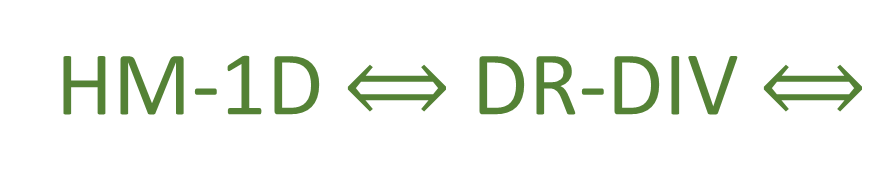 HM-1D ⟺ DR-DIV ⟺